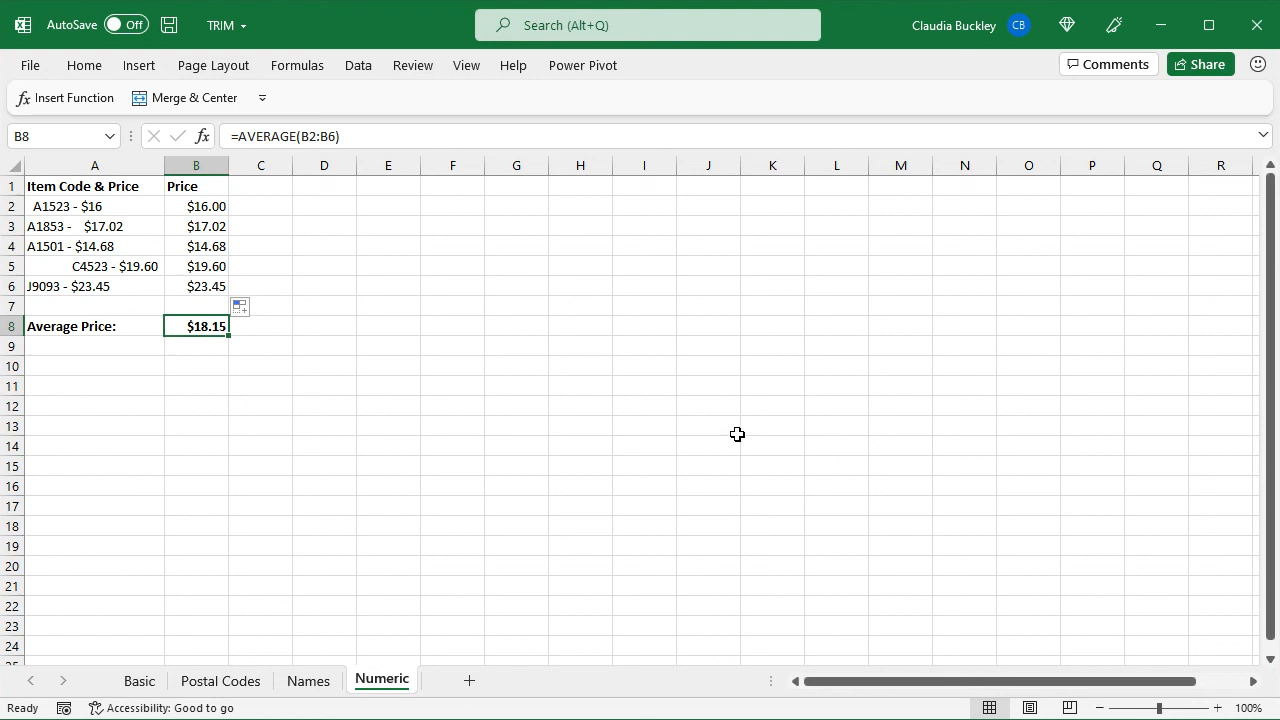 AutoSave Off TRIM Search (Alt+Q) Claudia Buckley CB
File Home Insert Page Layout Formulas Data Review View Help Power Pivot Comments Share
fx Insert Function Merge & Center
B8 fx =AVERAGE(B2:B6)
A B C D E F G H I J K L M N O P Q R
1 Item Code & Price Price
2 A1523 - $16 $16.00
3 A1853 - $17.02 $17.02
4 A1501 - $14.68 $14.68
5 C4523 - $19.60 $19.60
6 J9093 - $23.45 $23.45
7
8 Average Price: $18.15
9
10
11
12
13
14
15
16
17
18
19
20
21
22
23
24
25
Basic Postal Codes Names Numeric
Ready Accessibility: Good to go 100%